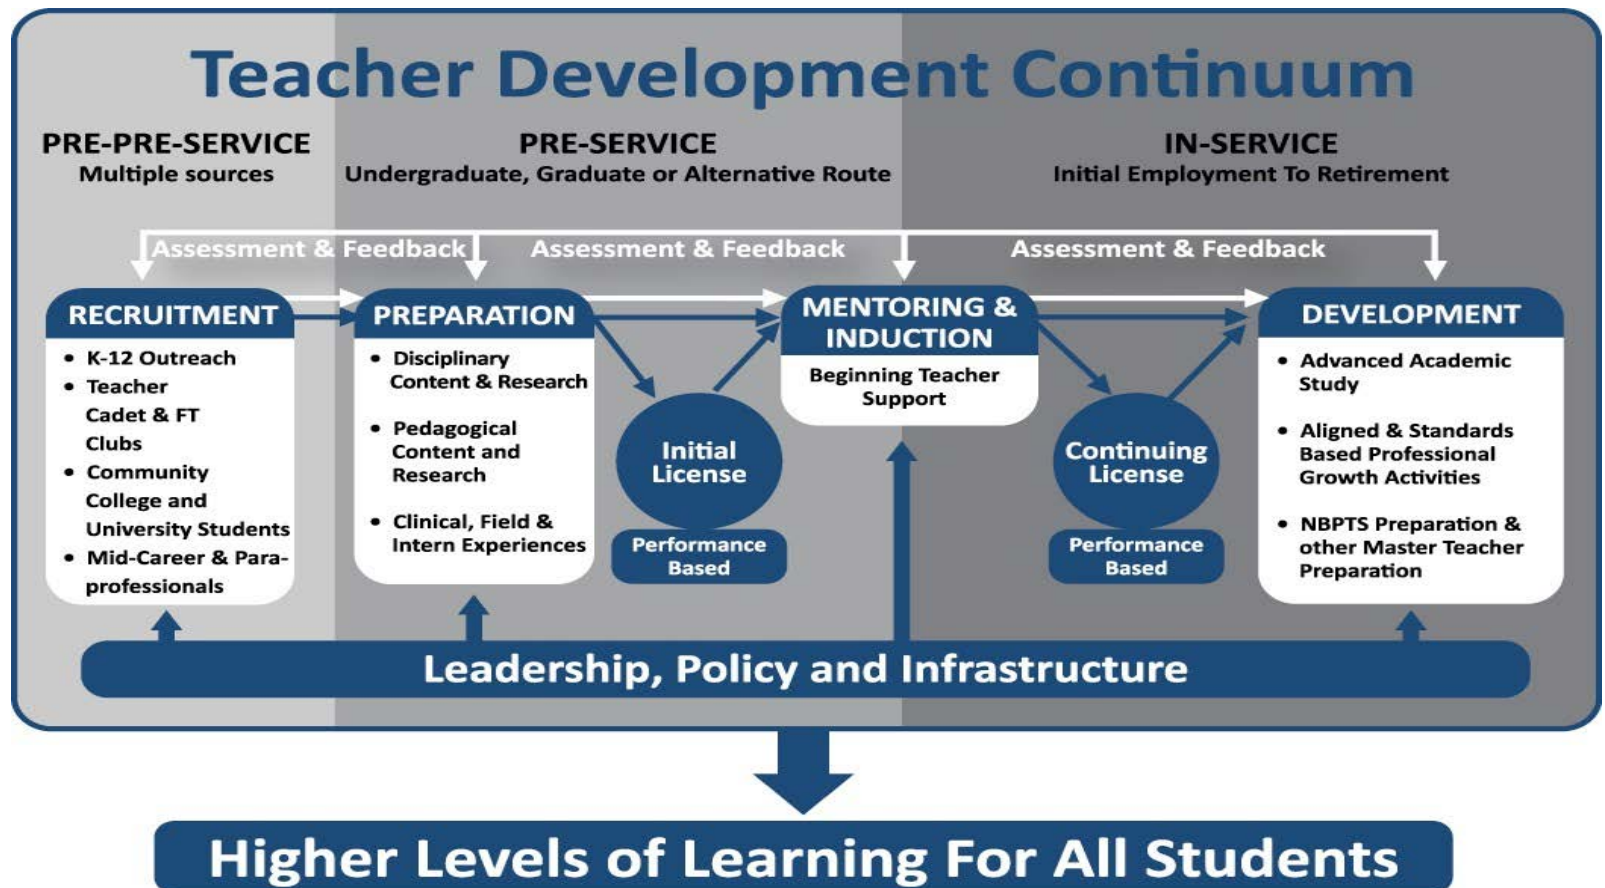 Teacher Development Continuum
PRE-PRE-SERVICE
Multiple sources
PRE-SERVICE
Undergraduate, Graduate or Alternative Route
IN-SERVICE
Initial Employment To Retirement
Assessment & Feedback
Assessment & Feedback
Assessment & Feedback
RECRUITMENT
• K-12 Outreach
• Teacher
Cadet & FT
Clubs
• Community
College and
University Students
• Mid-Career & Para-
professionals
PREPARATION
• Disciplinary
Content & Research
• Pedagogical
Content and
Research
• Clinical, Field &
Intern Experiences
Initial
License
Performance
Based
MENTORING &
INDUCTION
Beginning Teacher
Support
Continuing
License
Performance
Based
DEVELOPMENT
• Advanced Academic
Study
• Aligned & Standards
Based Professional
Growth Activities
• NBPTS Preparation &
other Master Teacher
Preparation
Leadership, Policy and Infrastructure
Higher Levels of Learning For All Students